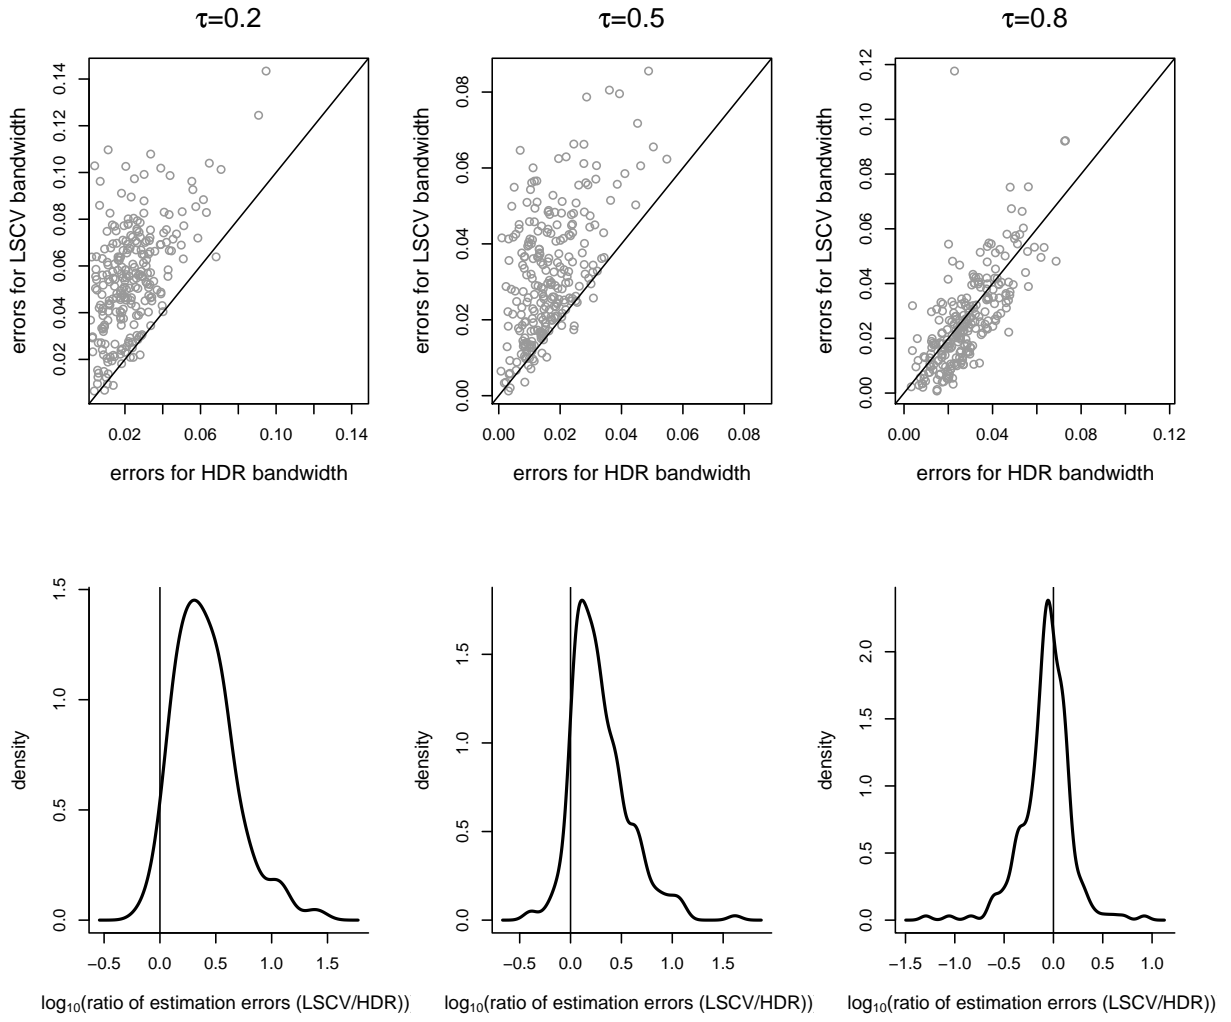 τ=0.2
τ=0.5
τ=0.8
errors for LSCV bandwidth
0.02 0.04 0.06 0.08 0.10 0.12 0.14
0.02 0.06 0.10 0.14
errors for HDR bandwidth
errors for LSCV bandwidth
0.00 0.02 0.04 0.06 0.08
0.00 0.02 0.04 0.06 0.08
errors for HDR bandwidth
errors for LSCV bandwidth
0.00 0.02 0.04 0.06 0.08 0.10 0.12
0.00 0.04 0.08 0.12
errors for HDR bandwidth
density
0.0 0.5 1.0 1.5
−0.5 0.0 0.5 1.0 1.5
log₁₀(ratio of estimation errors (LSCV/HDR))
density
0.0 0.5 1.0 1.5
−0.5 0.0 0.5 1.0 1.5
log₁₀(ratio of estimation errors (LSCV/HDR))
density
0.0 0.5 1.0 1.5 2.0
−1.5 −1.0 −0.5 0.0 0.5 1.0
log₁₀(ratio of estimation errors (LSCV/HDR))